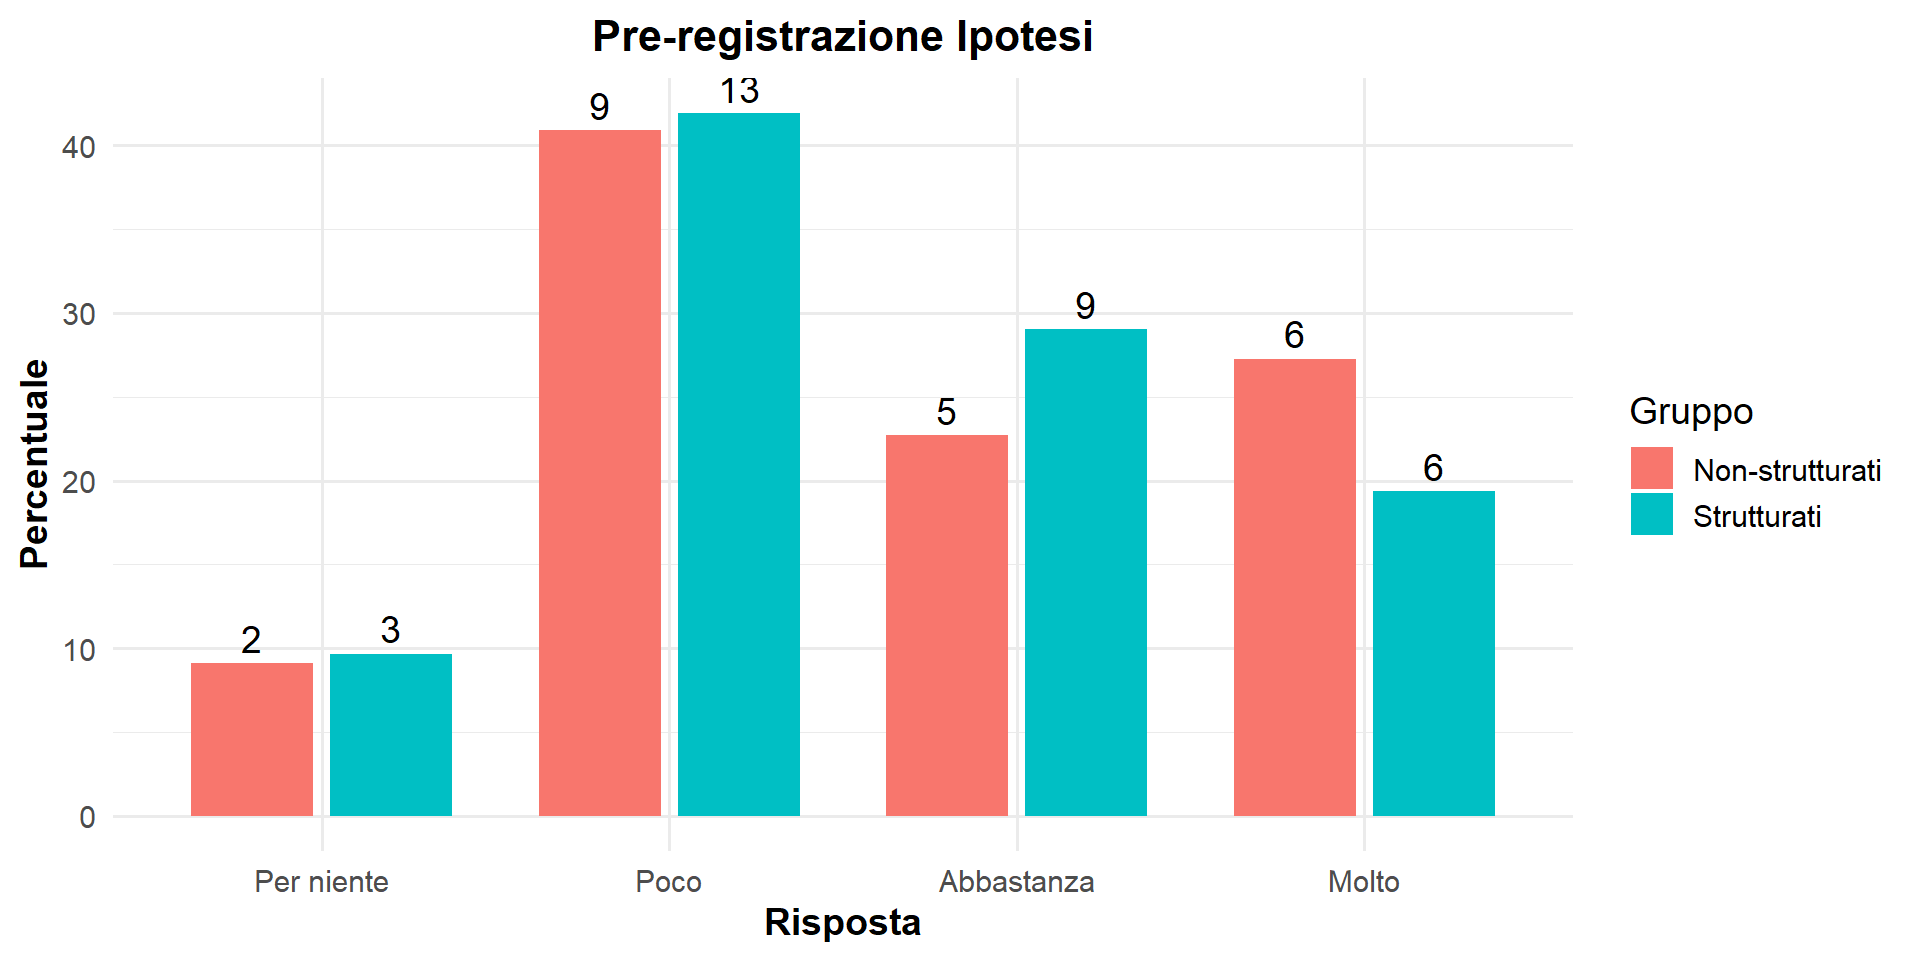 Pre-registrazione Ipotesi
Percentuale
40
30
20
10
0
9
13
9
6
5
6
2
3
Per niente
Poco
Abbastanza
Molto
Risposta
Gruppo
Non-strutturati
Strutturati